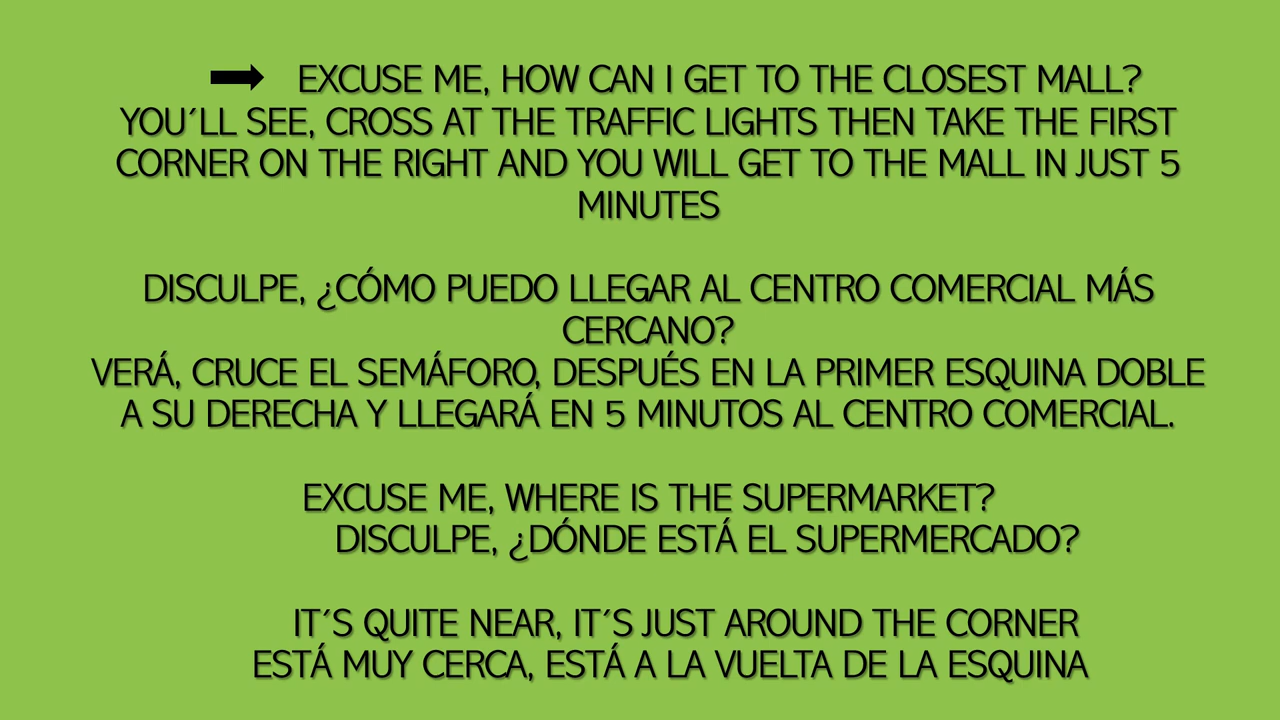 EXCUSE ME, HOW CAN I GET TO THE CLOSEST MALL?
YOU´LL SEE, CROSS AT THE TRAFFIC LIGHTS THEN TAKE THE FIRST
CORNER ON THE RIGHT AND YOU WILL GET TO THE MALL IN JUST 5
MINUTES
DISCULPE, ¿CÓMO PUEDO LLEGAR AL CENTRO COMERCIAL MÁS
CERCANO?
VERÁ, CRUCE EL SEMÁFORO, DESPUÉS EN LA PRIMER ESQUINA DOBLE
A SU DERECHA Y LLEGARÁ EN 5 MINUTOS AL CENTRO COMERCIAL.
EXCUSE ME, WHERE IS THE SUPERMARKET?
DISCULPE, ¿DÓNDE ESTÁ EL SUPERMERCADO?
IT´S QUITE NEAR, IT´S JUST AROUND THE CORNER
ESTÁ MUY CERCA, ESTÁ A LA VUELTA DE LA ESQUINA